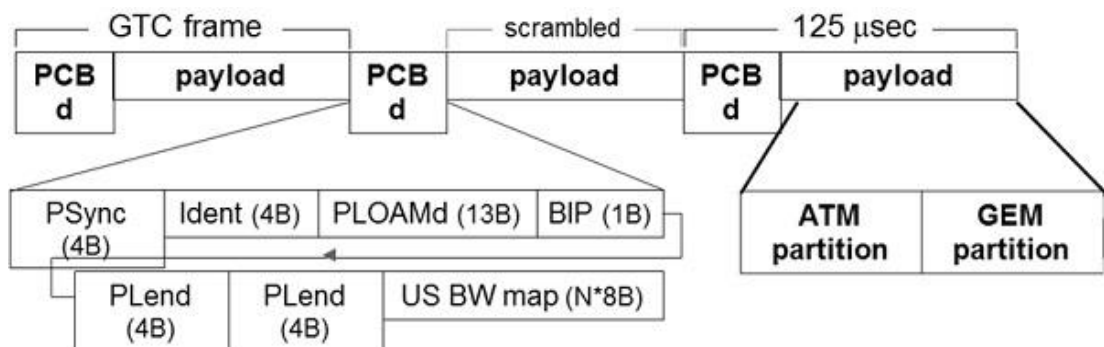 GTC frame
scrambled
125 μsec
PCB
d
payload
PCB
d
payload
PCB
d
payload
PSync
(4B)
Ident (4B)
PLOAMd (13B)
BIP (1B)
ATM
partition
GEM
partition
PLend
(4B)
PLend
(4B)
US BW map (N*8B)